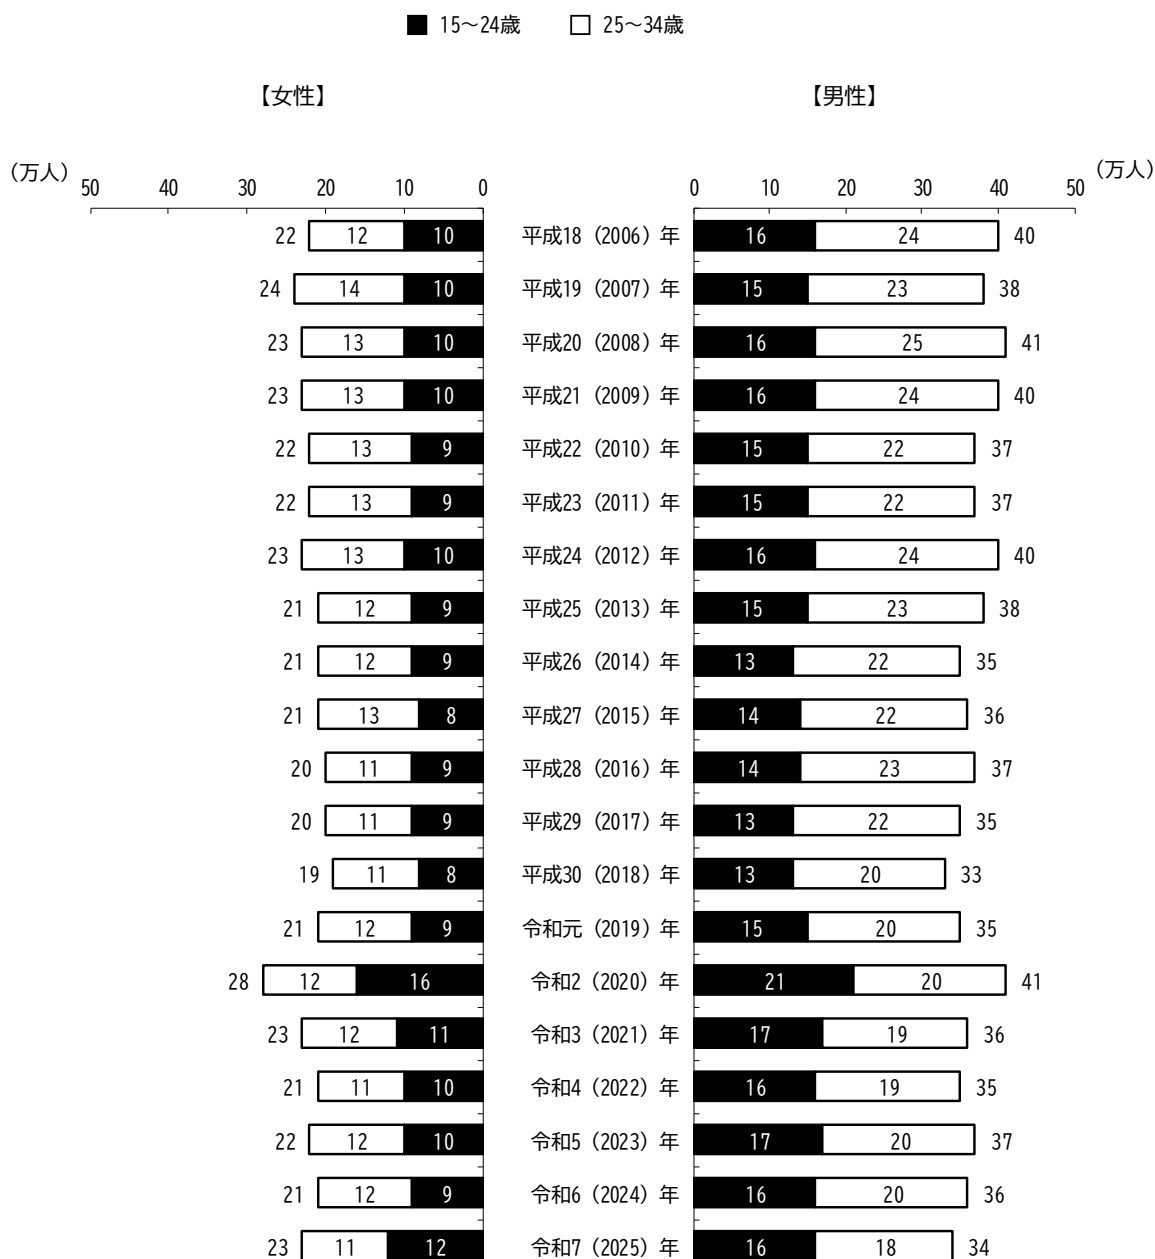 15～24歳 25～34歳
【女性】 【男性】
（万人） 50 40 30 20 10 0 0 10 20 30 40 50 （万人）
22 12 10 平成18（2006）年 16 24 40
24 14 10 平成19（2007）年 15 23 38
23 13 10 平成20（2008）年 16 25 41
23 13 10 平成21（2009）年 16 24 40
22 13 9 平成22（2010）年 15 22 37
22 13 9 平成23（2011）年 15 22 37
23 13 10 平成24（2012）年 16 24 40
21 12 9 平成25（2013）年 15 23 38
21 12 9 平成26（2014）年 13 22 35
21 13 8 平成27（2015）年 14 22 36
20 11 9 平成28（2016）年 14 23 37
20 11 9 平成29（2017）年 13 22 35
19 11 8 平成30（2018）年 13 20 33
21 12 9 令和元（2019）年 15 20 35
28 12 16 令和2（2020）年 21 20 41
23 12 11 令和3（2021）年 17 19 36
21 11 10 令和4（2022）年 16 19 35
22 12 10 令和5（2023）年 17 20 37
21 12 9 令和6（2024）年 16 20 36
23 11 12 令和7（2025）年 16 18 34